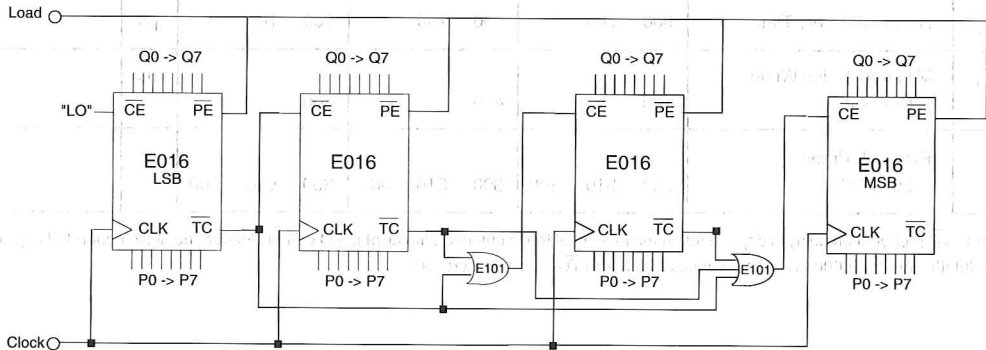 Load
Q0 -> Q7
Q0 -> Q7
Q0 -> Q7
Q0 -> Q7
"LO"
CE PE
CE PE
CE PE
CE PE
E016
LSB
E016
E016
E016
MSB
CLK TC
CLK TC
CLK TC
CLK TC
E101
E101
P0 -> P7
P0 -> P7
P0 -> P7
P0 -> P7
Clock